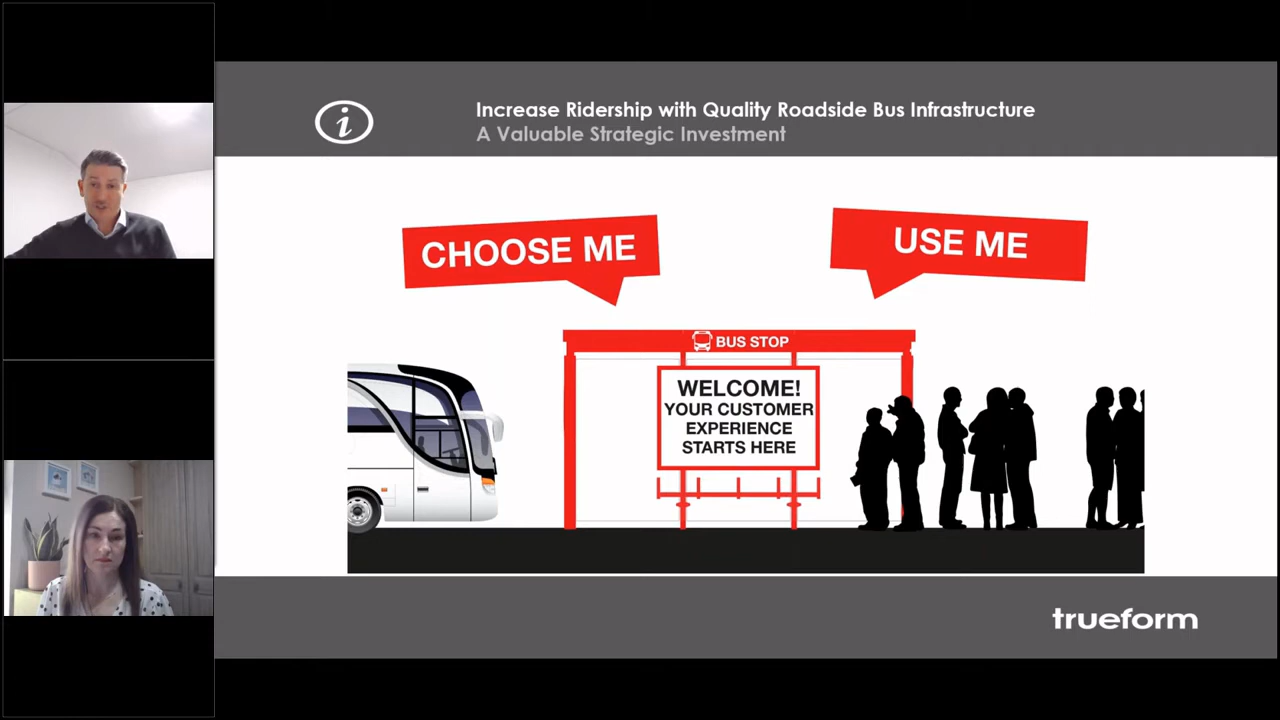 Increase Ridership with Quality Roadside Bus Infrastructure
A Valuable Strategic Investment
CHOOSE ME
USE ME
BUS STOP
WELCOME!
YOUR CUSTOMER
EXPERIENCE
STARTS HERE
trueform